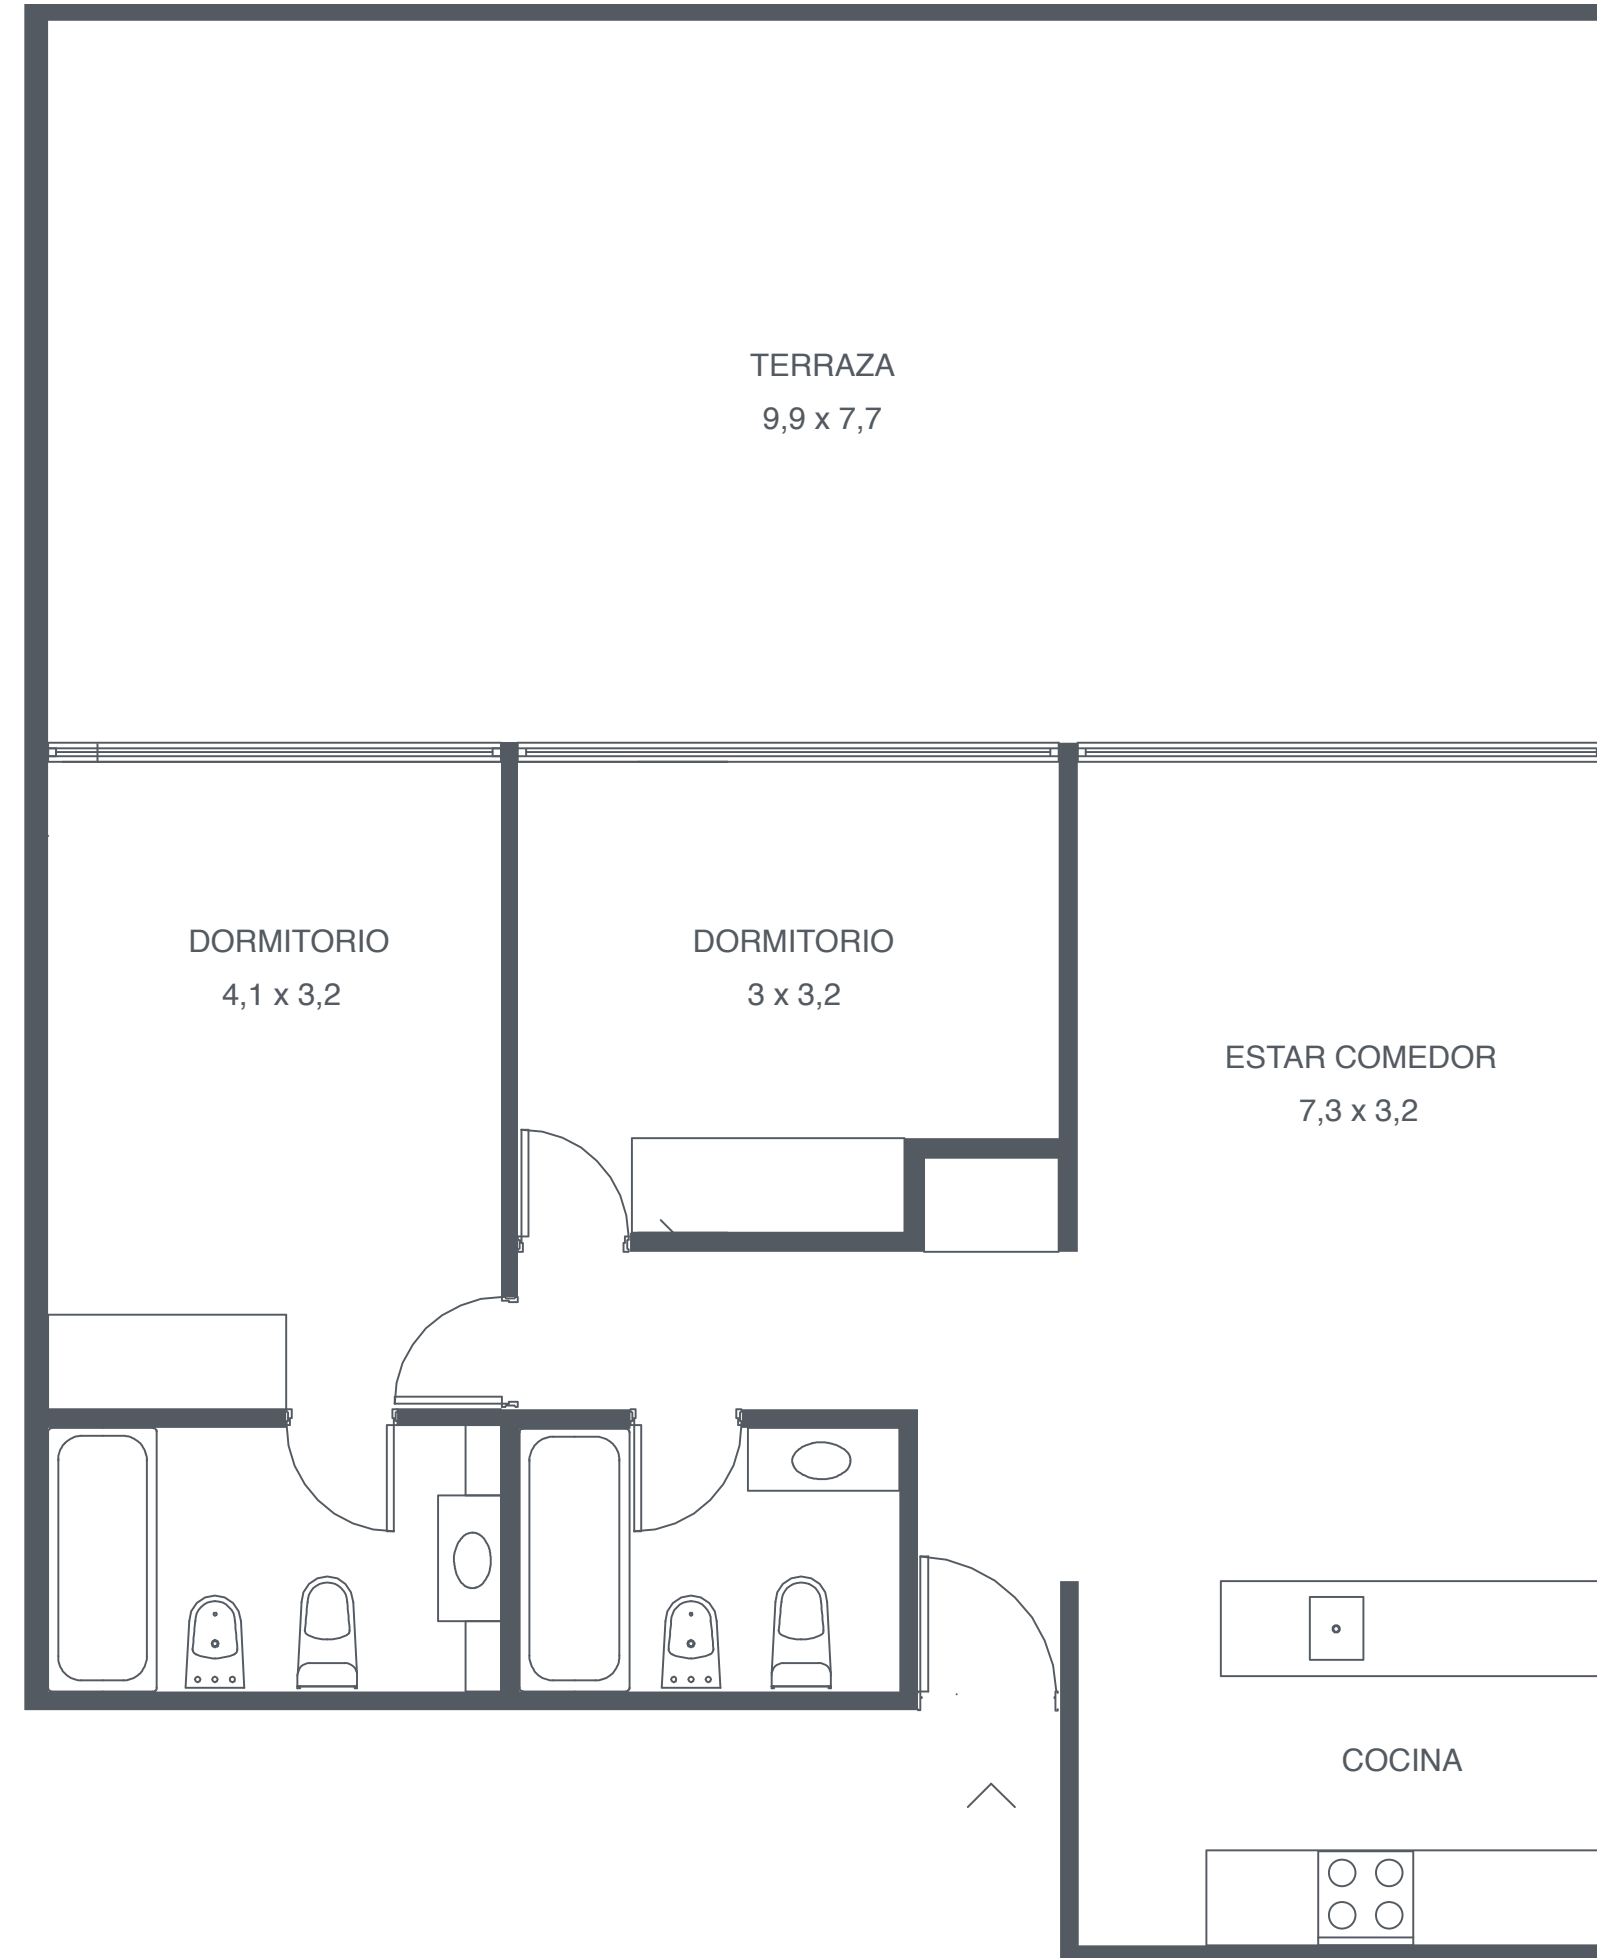 TERRAZA
9,9 x 7,7
DORMITORIO
4,1 x 3,2
DORMITORIO
3 x 3,2
ESTAR COMEDOR
7,3 x 3,2
COCINA